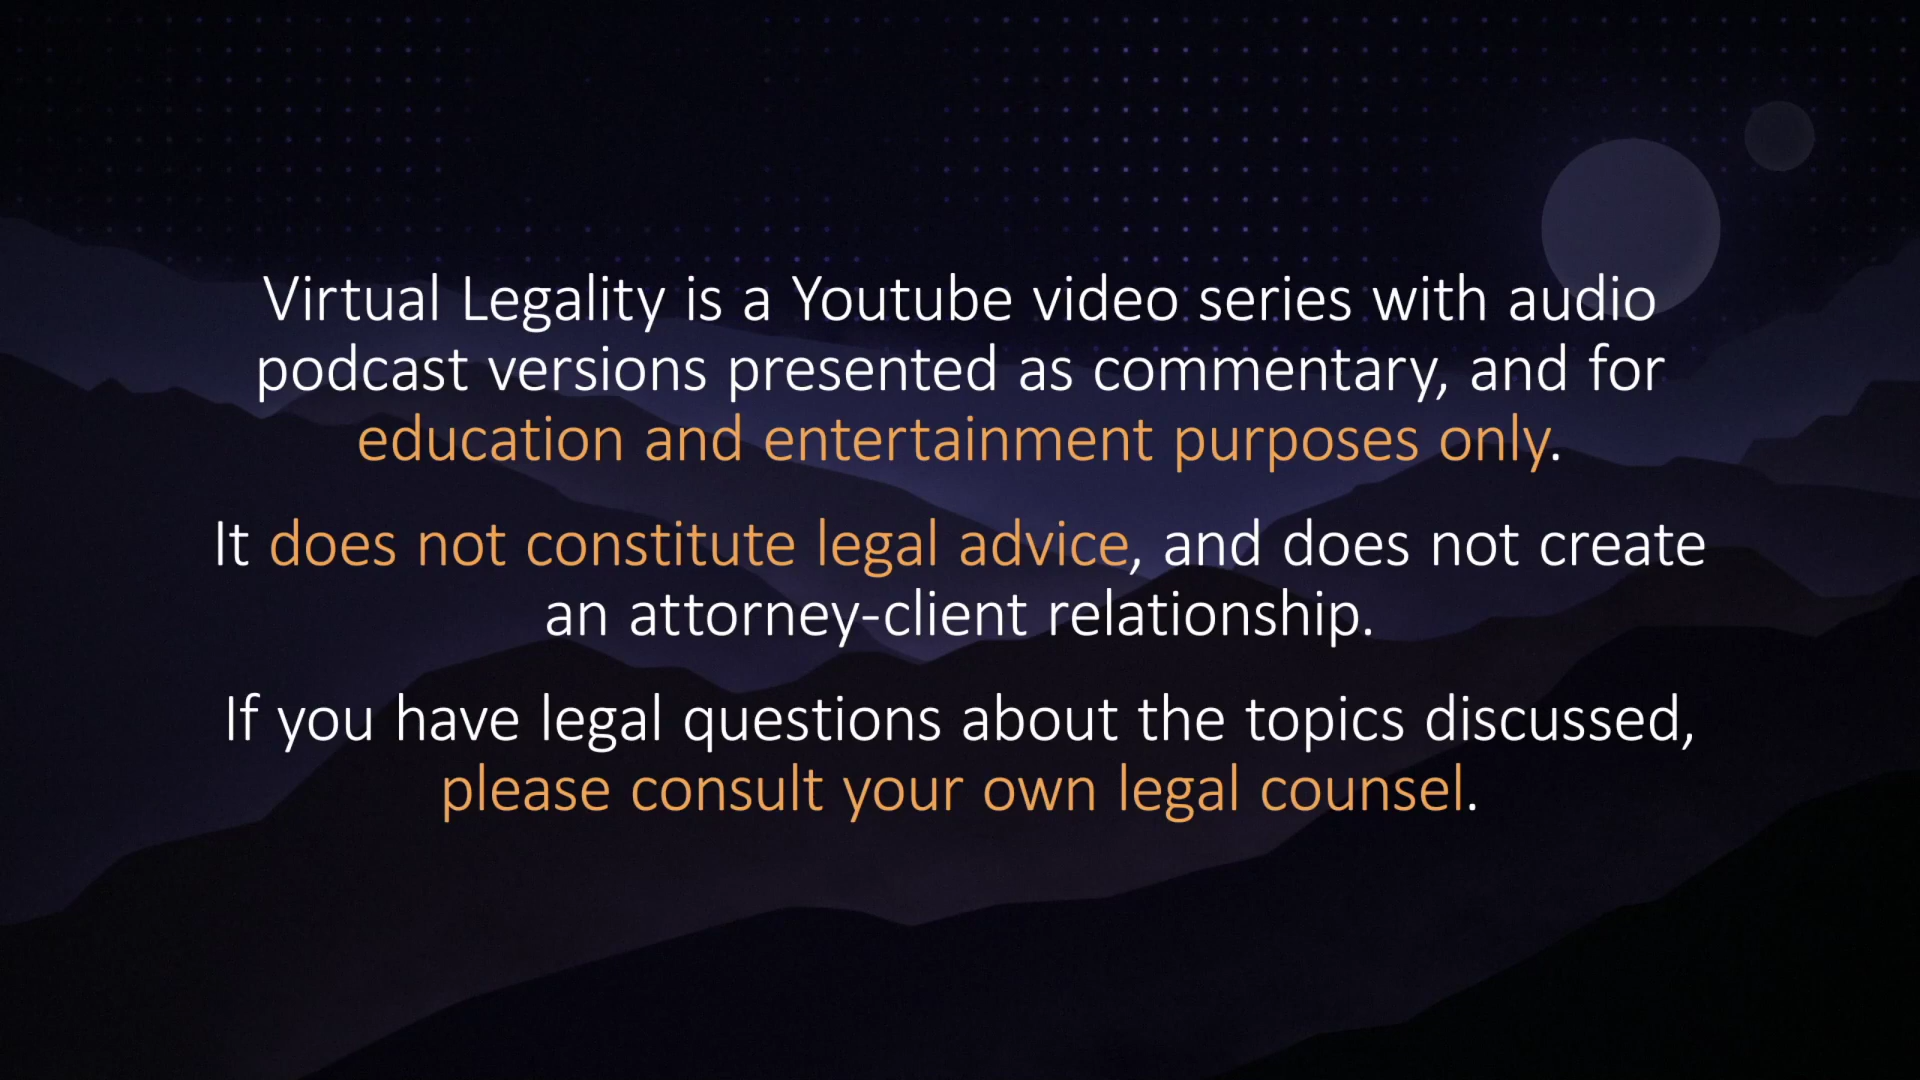 Virtual Legality is a Youtube video series with audio
podcast versions presented as commentary, and for
education and entertainment purposes only.
It does not constitute legal advice, and does not create
an attorney-client relationship.
If you have legal questions about the topics discussed,
please consult your own legal counsel.